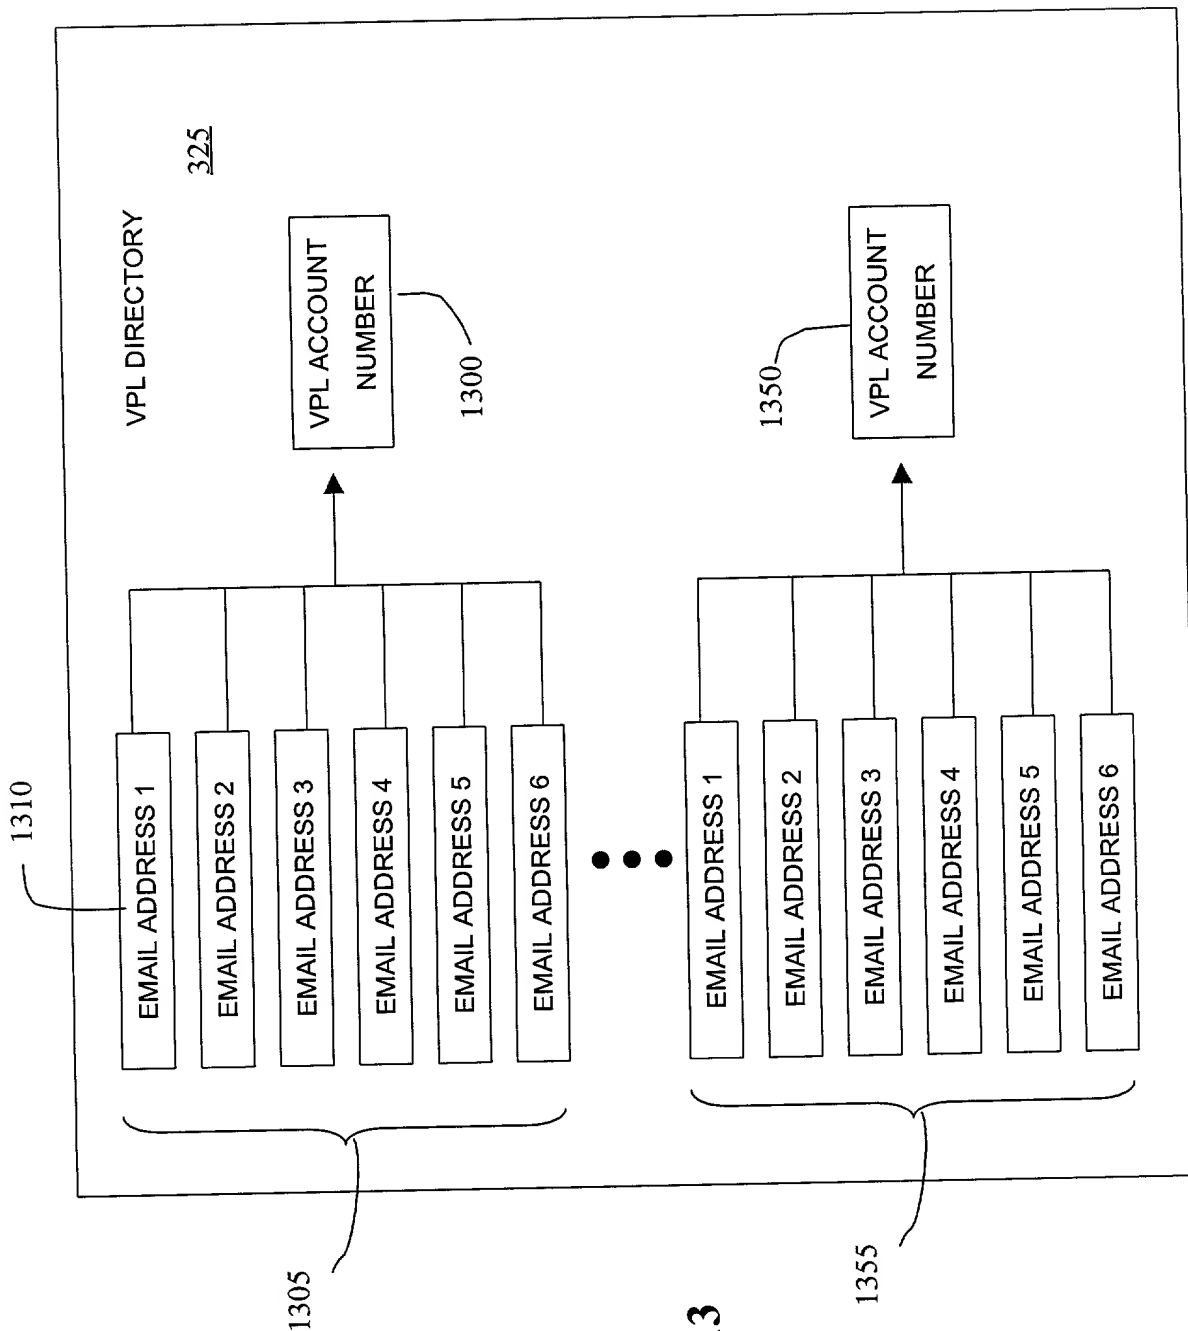 1310
VPL DIRECTORY
325
EMAIL ADDRESS 1
EMAIL ADDRESS 2
EMAIL ADDRESS 3
EMAIL ADDRESS 4
EMAIL ADDRESS 5
EMAIL ADDRESS 6
VPL ACCOUNT
NUMBER
1300
1305
EMAIL ADDRESS 1
EMAIL ADDRESS 2
EMAIL ADDRESS 3
EMAIL ADDRESS 4
EMAIL ADDRESS 5
EMAIL ADDRESS 6
1350
VPL ACCOUNT
NUMBER
1355